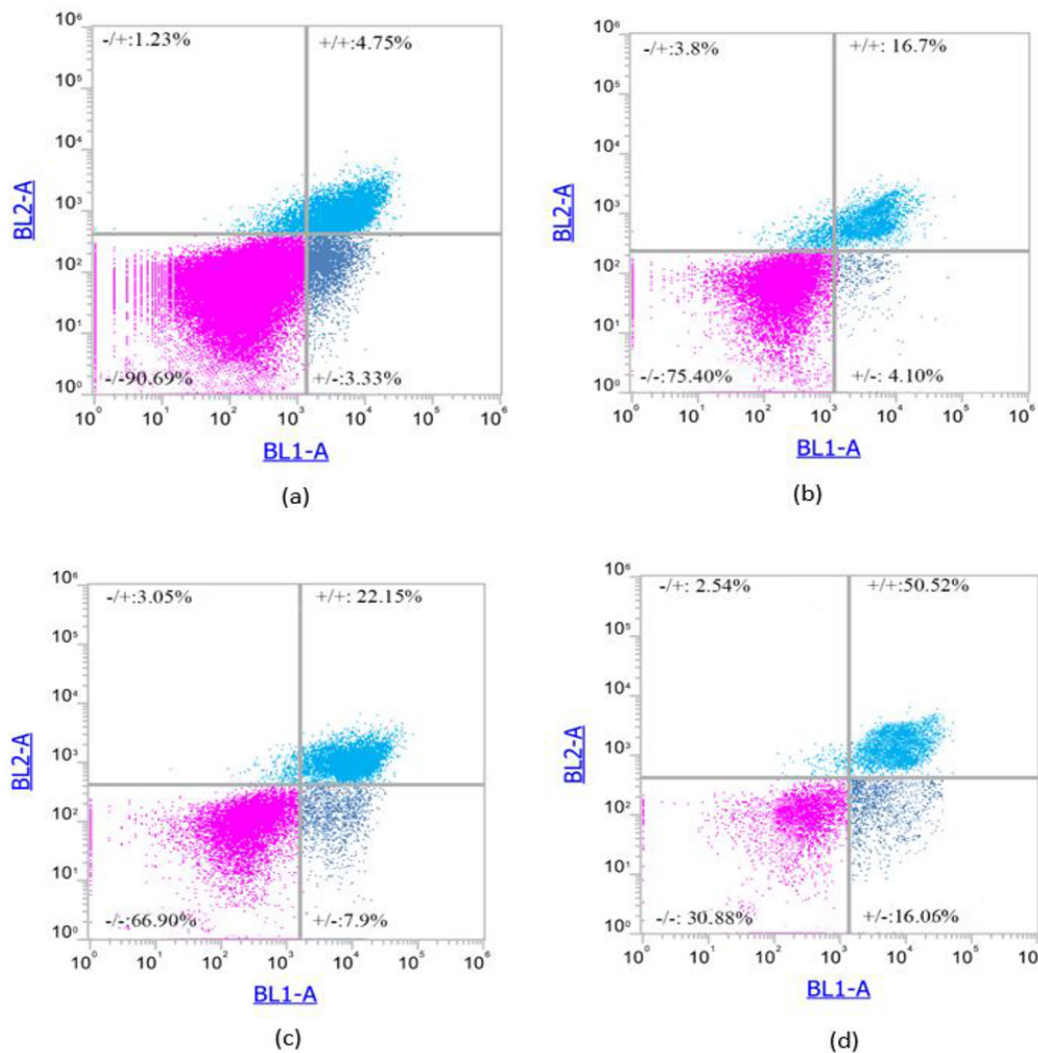 -/+:1.23%
+/+:4.75%
10⁶
10⁵
10⁴
10³
10²
10¹
10⁰
BL2-A
-/-90.69%
+/-:3.33%
10⁰ 10¹ 10² 10³ 10⁴ 10⁵ 10⁶
BL1-A
(a)
-/+:3.8%
+/+: 16.7%
10⁶
10⁵
10⁴
10³
10²
10¹
10⁰
BL2-A
-/-:75.40%
+/-: 4.10%
10⁰ 10¹ 10² 10³ 10⁴ 10⁵ 10⁶
BL1-A
(b)
-/+:3.05%
+/+: 22.15%
10⁶
10⁵
10⁴
10³
10²
10¹
10⁰
BL2-A
-/-:66.90%
+/-:7.9%
10⁰ 10¹ 10² 10³ 10⁴ 10⁵ 10⁶
BL1-A
(c)
-/+: 2.54%
+/+:50.52%
10⁶
10⁵
10⁴
10³
10²
10¹
10⁰
BL2-A
-/-: 30.88%
+/-:16.06%
10⁰ 10¹ 10² 10³ 10⁴ 10⁵ 10⁶
BL1-A
(d)